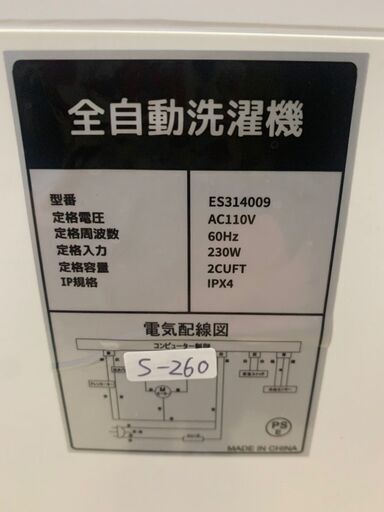 全自動洗濯機
型番 ES314009
定格電圧 AC110V
定格周波数 60Hz
定格入力 230W
定格容量 2CUFT
IP規格 IPX4
電気配線図
コンピューター制御
S-260
M
PS
E
MADE IN CHINA